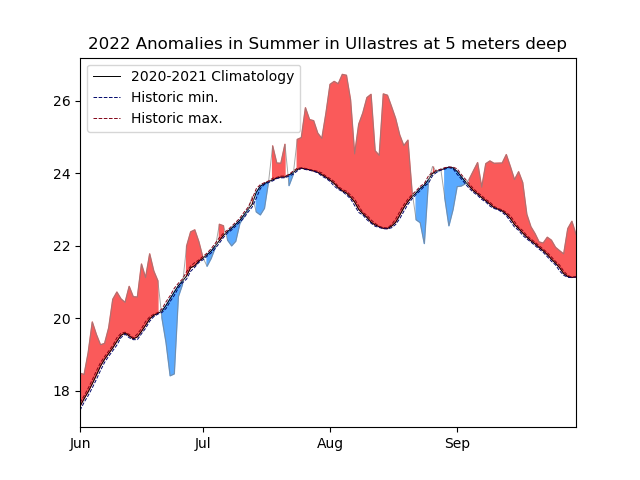 2022 Anomalies in Summer in Ullastres at 5 meters deep
2020-2021 Climatology
Historic min.
Historic max.
26
24
22
20
18
Jun Jul Aug Sep